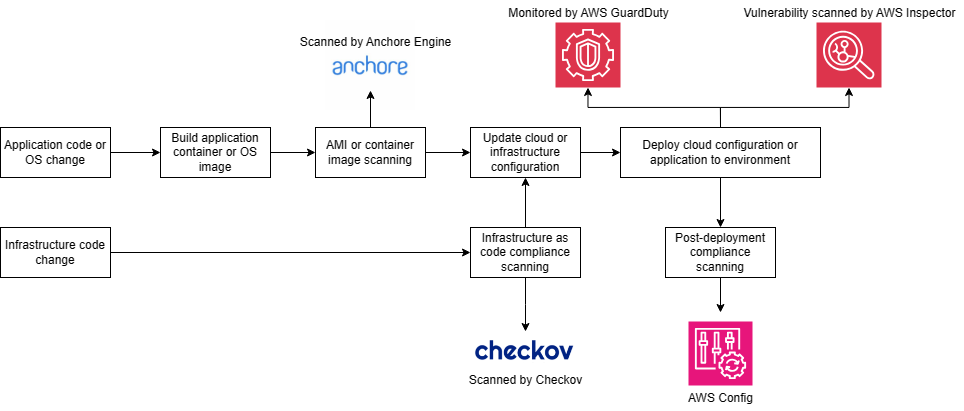 Monitored by AWS GuardDuty
Vulnerability scanned by AWS Inspector
Scanned by Anchore Engine
anchore
Application code or
OS change
Build application
container or OS
image
AMI or container
image scanning
Update cloud or
infrastructure
configuration
Deploy cloud configuration or
application to environment
Infrastructure code
change
Infrastructure as
code compliance
scanning
Post-deployment
compliance
scanning
checkov
Scanned by Checkov
AWS Config